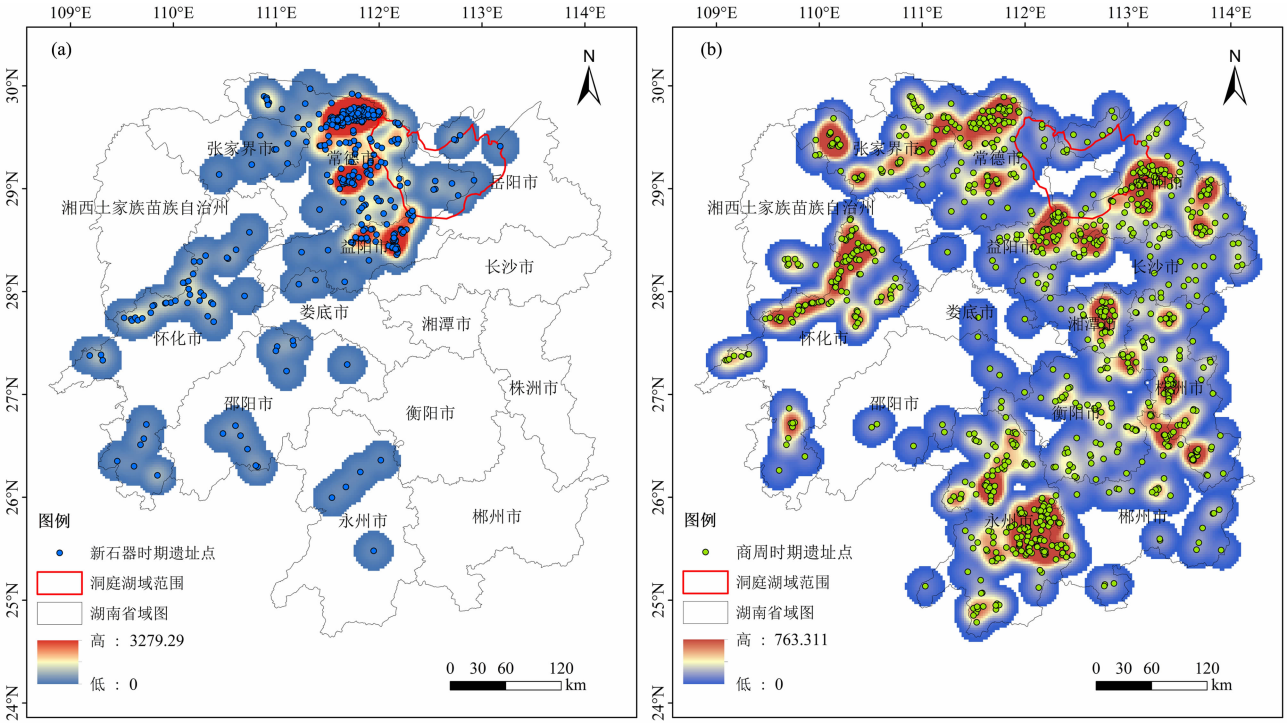 109°E 110°E 111°E 112°E 113°E 114°E
(a)
N
30°N
29°N
28°N
27°N
26°N
25°N
24°N
张家界市
常德市
岳阳市
湘西土家族苗族自治州
益阳市
长沙市
娄底市
湘潭市
怀化市
株洲市
邵阳市
衡阳市
永州市
郴州市
图例
新石器时期遗址点
洞庭湖域范围
湖南省域图
高 : 3279.29
低 : 0
0 30 60 120
km
109°E 110°E 111°E 112°E 113°E 114°E
(b)
N
30°N
29°N
28°N
27°N
26°N
25°N
24°N
张家界市
常德市
湘西土家族苗族自治州
益阳市
长沙市
娄底市
湘潭市
怀化市
株洲市
邵阳市
衡阳市
永州市
郴州市
图例
商周时期遗址点
洞庭湖域范围
湖南省域图
高 : 763.311
低 : 0
0 30 60 120
km